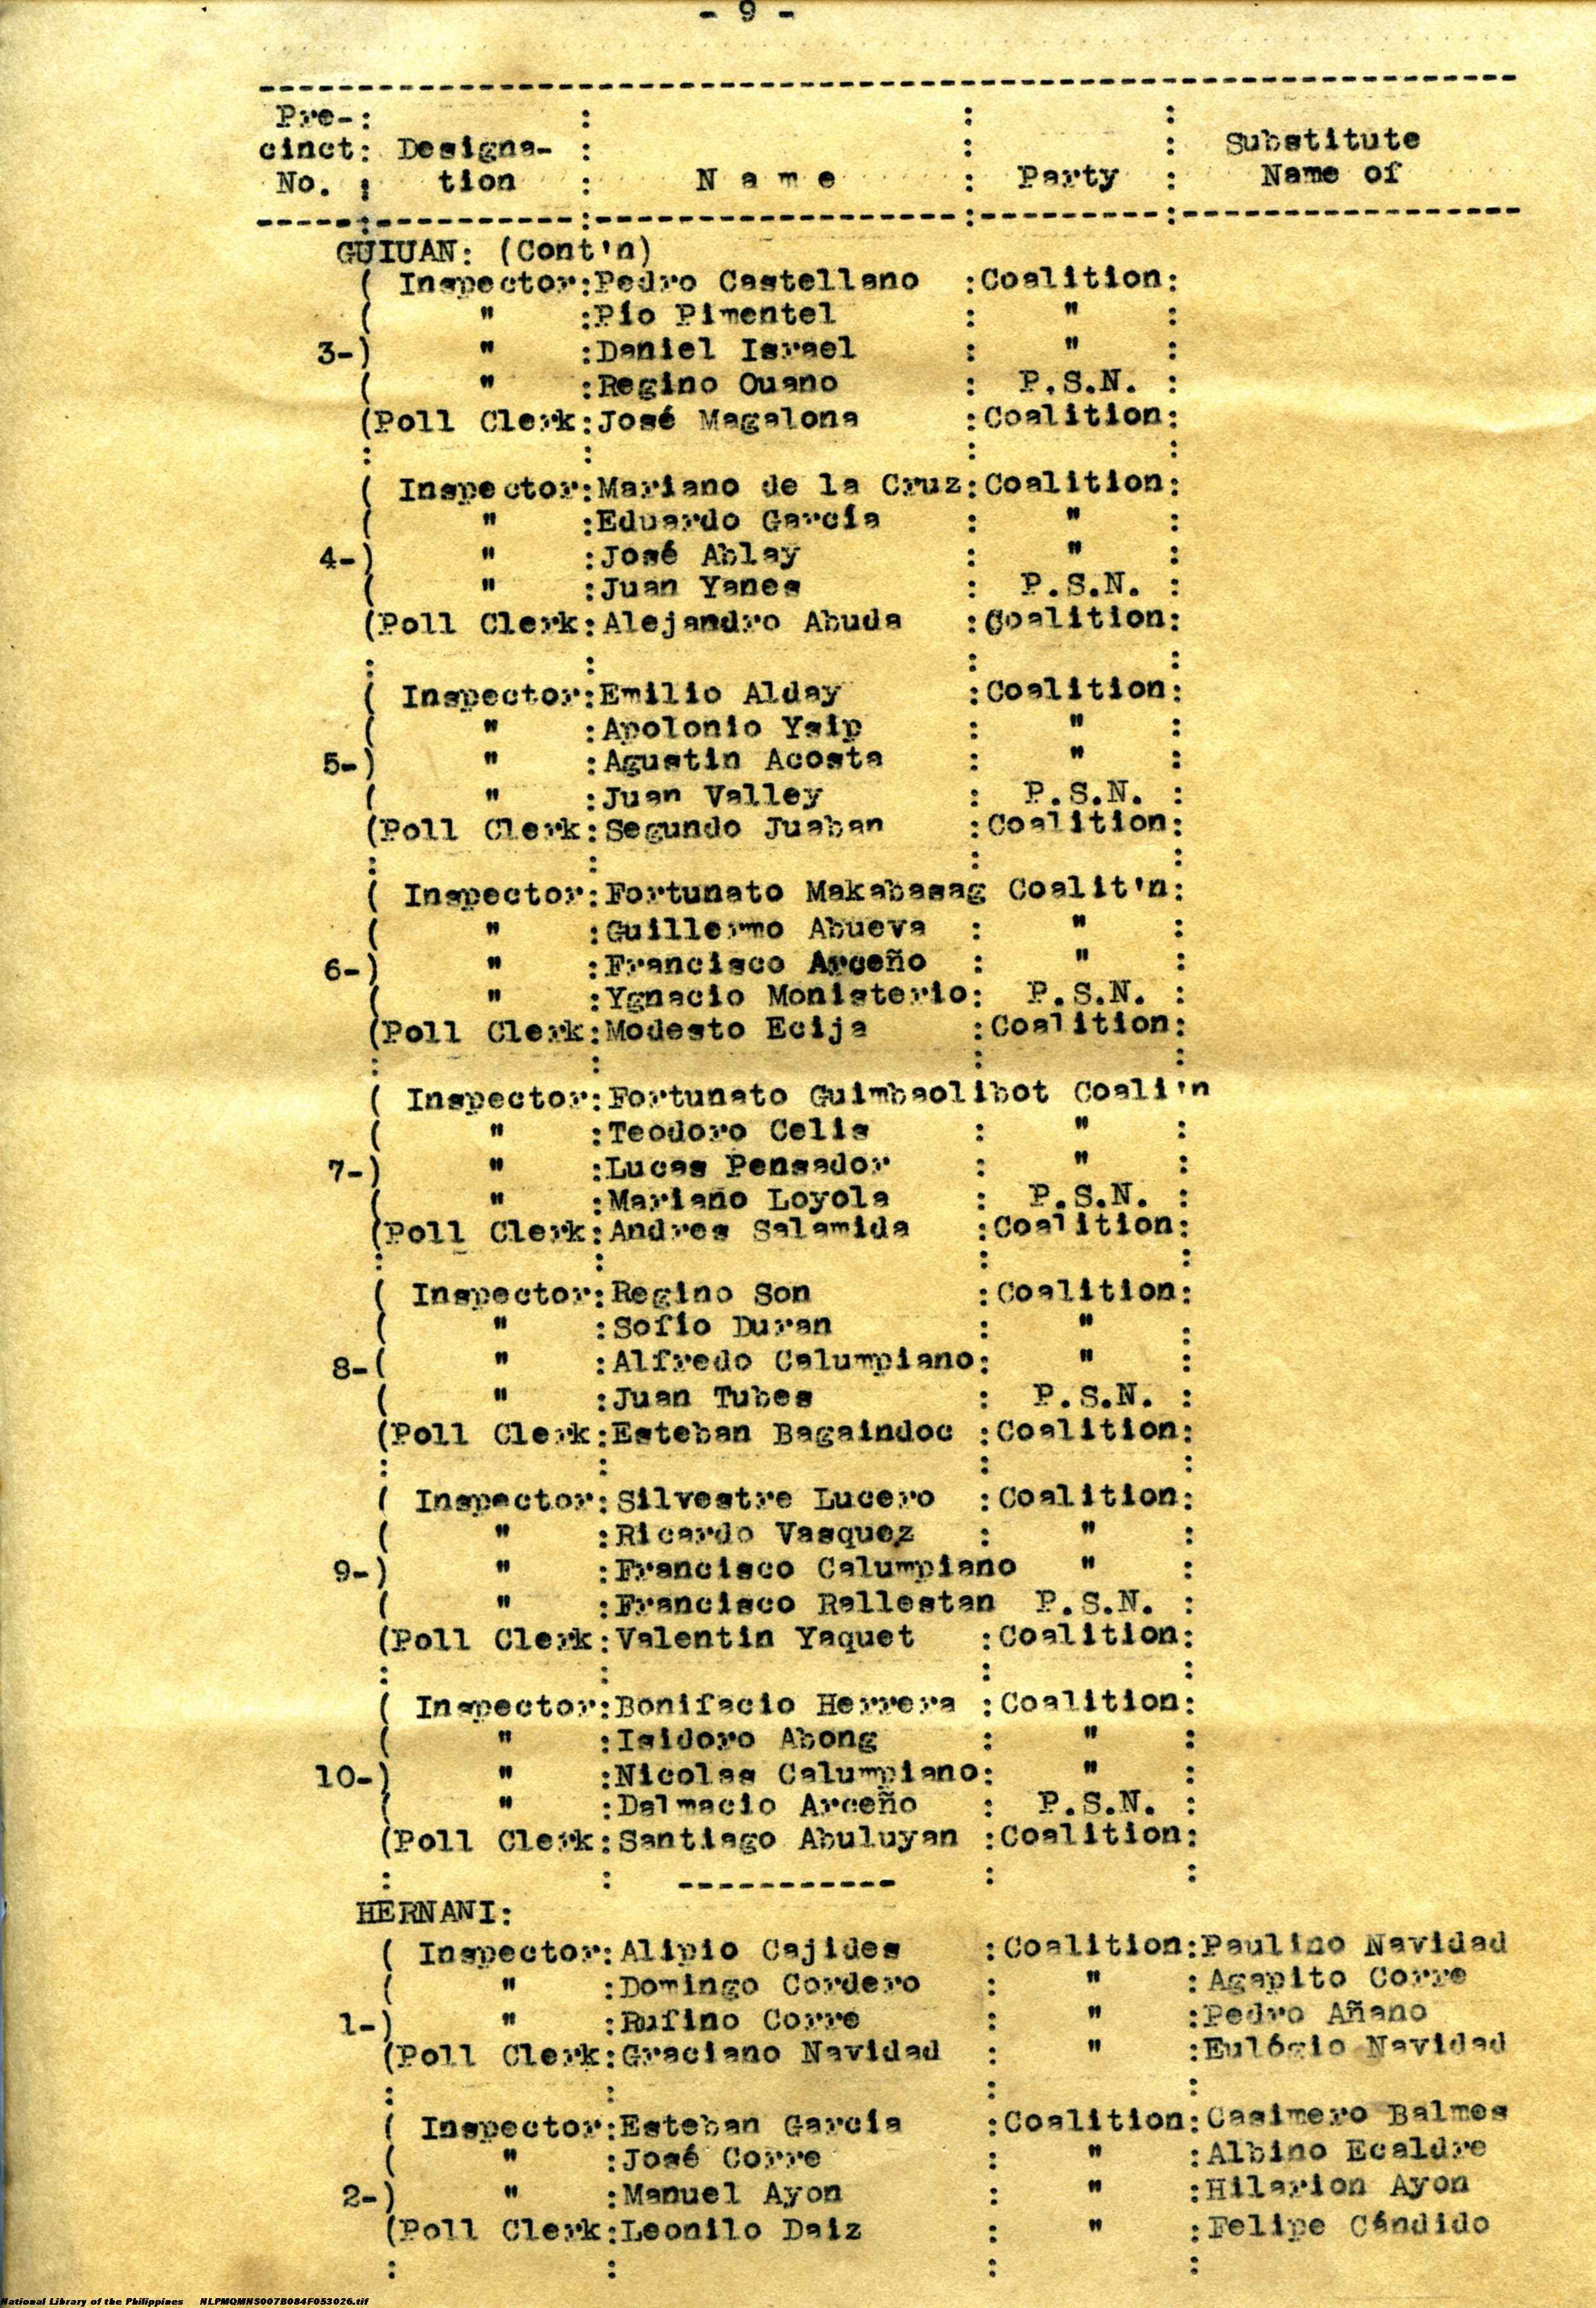 - 9 -
Pre-: : : :
cinct: Designa- : : : Substitute
No. : tion : N a m e : Party : Name of
GUIUAN: (Cont'n)
( Inspector:Pedro Castellano :Coalition:
( " :Pío Pimentel : " :
3-) " :Daniel Israel : " :
( " :Regino Ouano : P.S.N. :
(Poll Clerk:José Magalona :Coalition:
: : : :
( Inspector:Mariano de la Cruz:Coalition:
( " :Eduardo García : " :
4-) " :José Ablay : " :
( " :Juan Yanes : P.S.N. :
(Poll Clerk:Alejandro Abuda :Coalition:
: : : :
( Inspector:Emilio Alday :Coalition:
( " :Apolonio Ysip : " :
5-) " :Agustin Acosta : " :
( " :Juan Valley : P.S.N. :
(Poll Clerk:Segundo Juaban :Coalition:
: : : :
( Inspector:Fortunato Makabasag Coalit'n:
( " :Guillermo Abueva : " :
6-) " :Francisco Arceño : " :
( " :Ygnacio Monisterio: P.S.N. :
(Poll Clerk:Modesto Ecija :Coalition:
: : : :
( Inspector:Fortunato Guimbaolibot Coali'n
( " :Teodoro Celis : " :
7-) " :Lucas Pensador : " :
( " :Mariano Loyola : P.S.N. :
(Poll Clerk:Andres Salamida :Coalition:
: : : :
( Inspector:Regino Son :Coalition:
( " :Sofio Duran : " :
8-( " :Alfredo Calumpiano: " :
( " :Juan Tubes : P.S.N. :
(Poll Clerk:Esteban Bagaindoc :Coalition:
: : : :
( Inspector:Silvestre Lucero :Coalition:
( " :Ricardo Vasquez : " :
9-) " :Francisco Calumpiano " :
( " :Francisco Rallestan P.S.N. :
(Poll Clerk:Valentin Yaquet :Coalition:
: : : :
( Inspector:Bonifacio Herrera :Coalition:
( " :Isidoro Abong : " :
10-) " :Nicolas Calumpiano: " :
( " :Dalmacio Arceño : P.S.N. :
(Poll Clerk:Santiago Abuluyan :Coalition:
: : ----------- : :
HERNANI:
( Inspector:Alipio Cajides :Coalition:Paulino Navidad
( " :Domingo Cordero : " :Agapito Corre
1-) " :Rufino Corre : " :Pedro Añano
(Poll Clerk:Graciano Navidad : " :Eulógio Navidad
: : : :
( Inspector:Esteban García :Coalition:Casimero Balmes
( " :José Corre : " :Albino Ecaldre
2-) " :Manuel Ayon : " :Hilarion Ayon
(Poll Clerk:Leonilo Daiz : " :Felipe Cándido
: : : :
National Library of the Philippines NLPMQMNS007B084F053026.tif